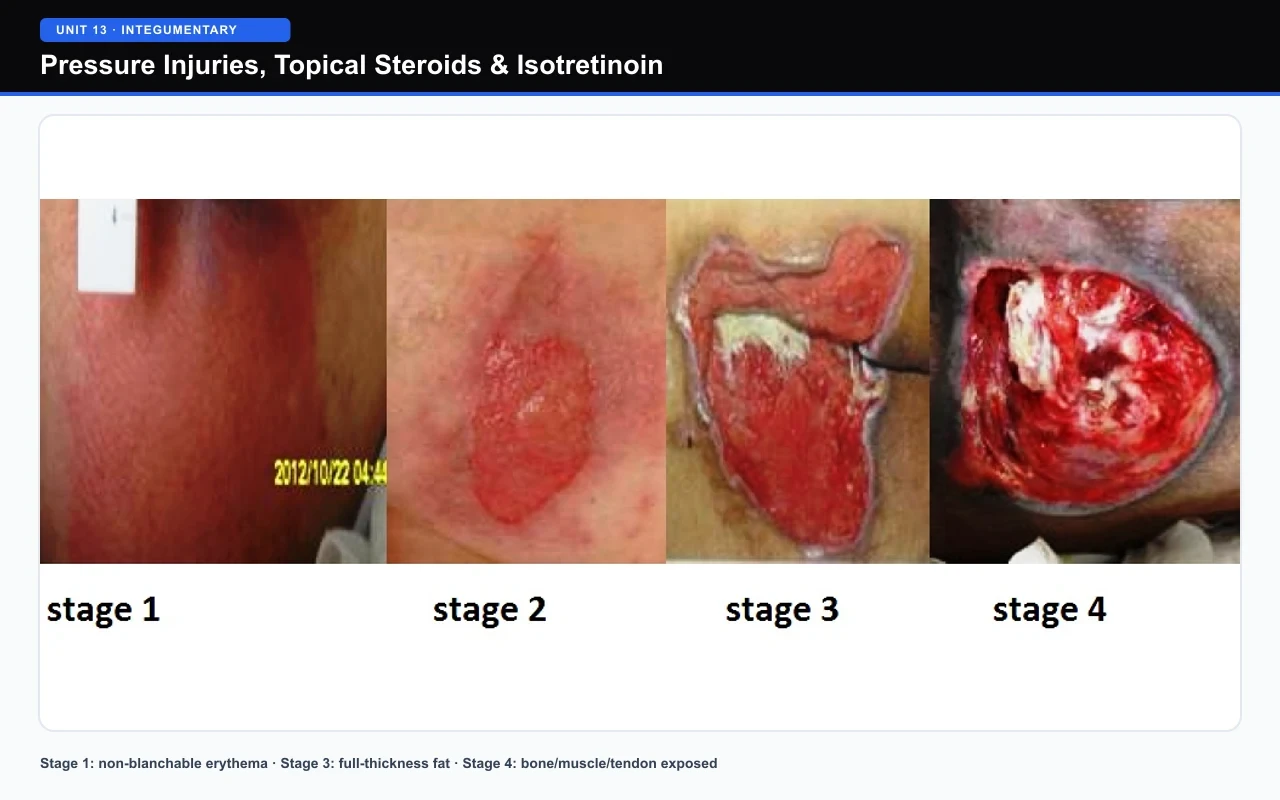 UNIT 13 · INTEGUMENTARY
Pressure Injuries, Topical Steroids & Isotretinoin
2012/10/22 04:44
stage 1
stage 2
stage 3
stage 4
Stage 1: non-blanchable erythema · Stage 3: full-thickness fat · Stage 4: bone/muscle/tendon exposed